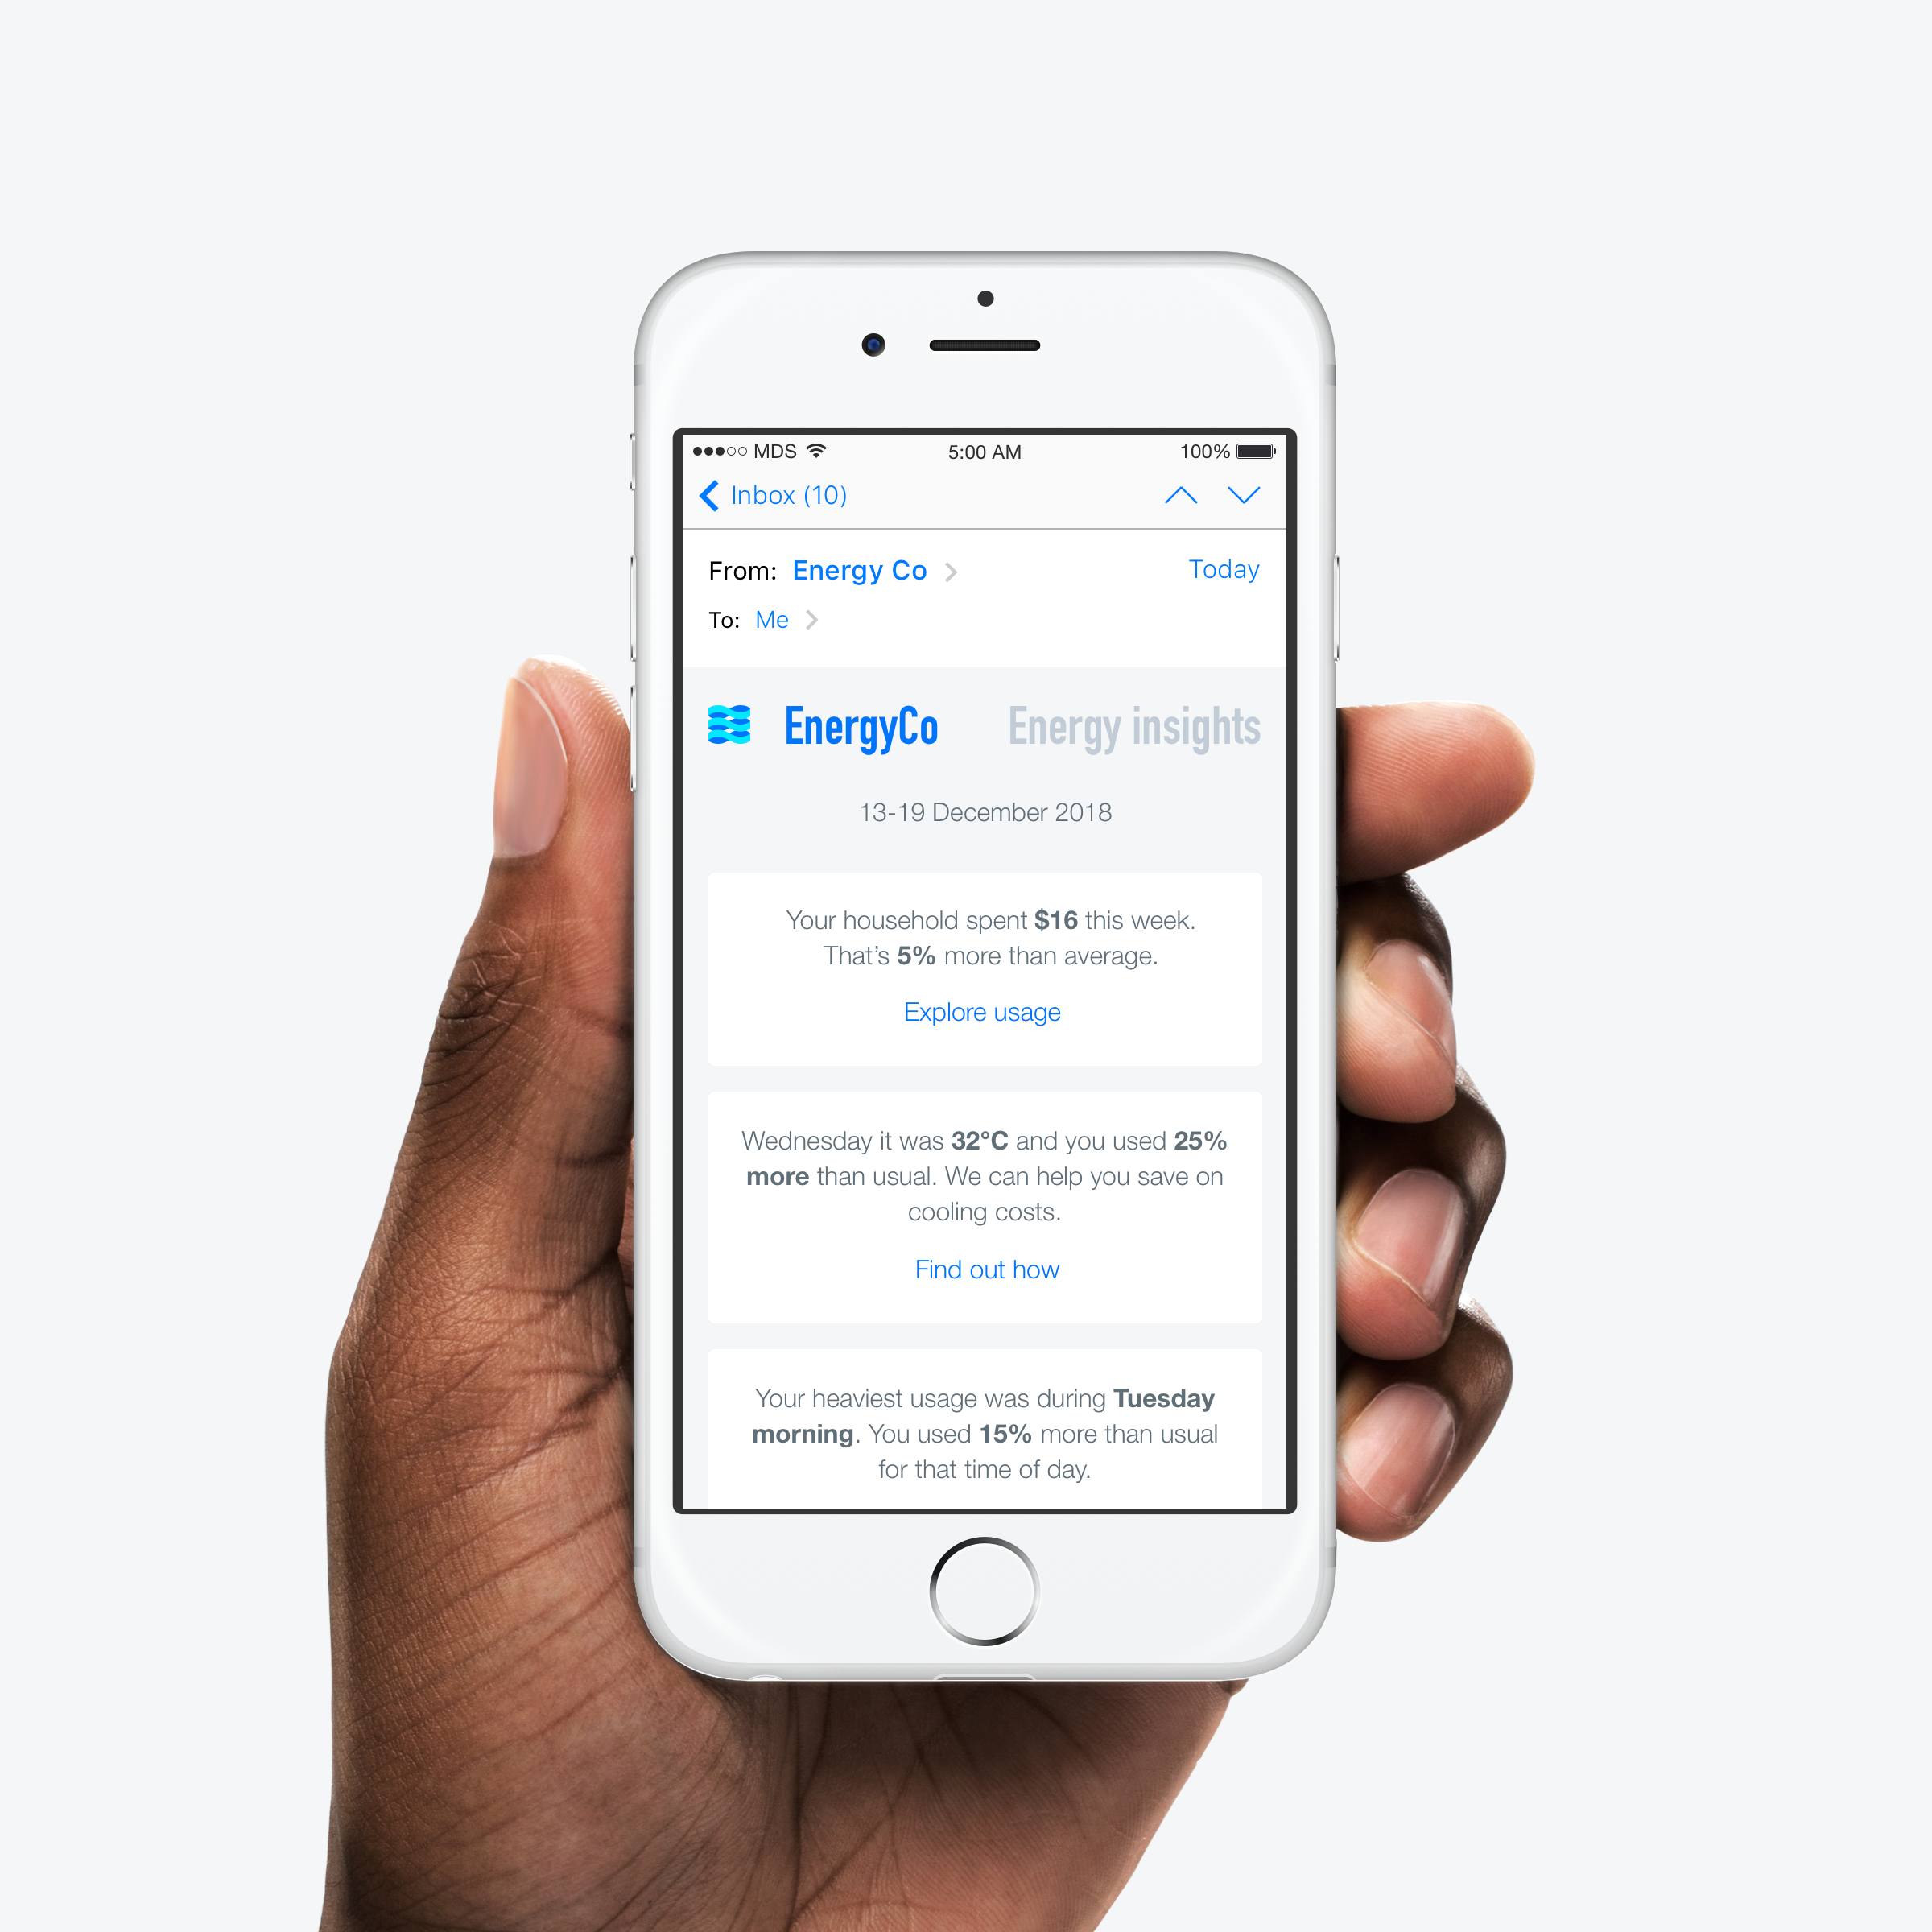 MDS
5:00 AM
100%
Inbox (10)
From: Energy Co
Today
To: Me
EnergyCo
Energy insights
13-19 December 2018
Your household spent $16 this week.
That’s 5% more than average.
Explore usage
Wednesday it was 32°C and you used 25%
more than usual. We can help you save on
cooling costs.
Find out how
Your heaviest usage was during Tuesday
morning. You used 15% more than usual
for that time of day.